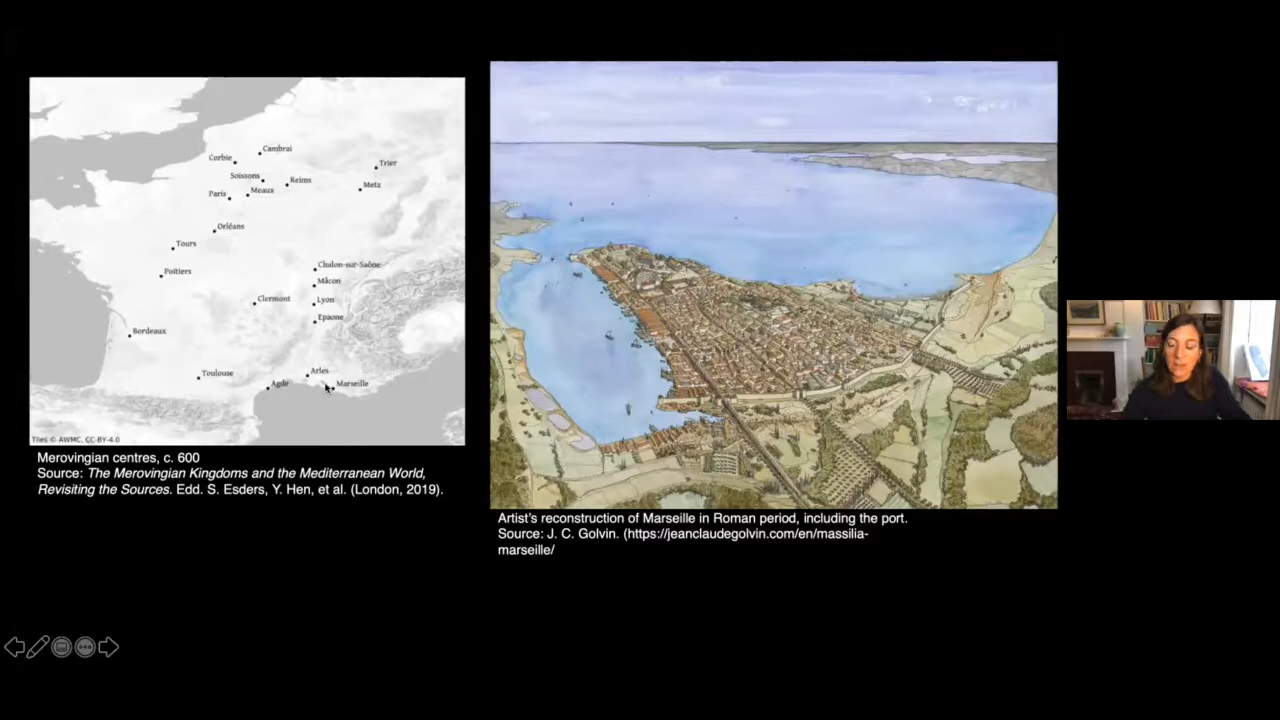 Cambrai
Corbie
Trier
Soissons
Reims
Metz
Paris
Meaux
Orléans
Tours
Chalon-sur-Saône
Poitiers
Mâcon
Clermont
Lyon
Epaone
Bordeaux
Toulouse
Arles
Agde
Marseille
Tiles © AWMC, CC-BY-4.0
Merovingian centres, c. 600
Source: The Merovingian Kingdoms and the Mediterranean World,
Revisiting the Sources. Edd. S. Esders, Y. Hen, et al. (London, 2019).
Artist's reconstruction of Marseille in Roman period, including the port.
Source: J. C. Golvin. (https://jeanclaudegolvin.com/en/massilia-
marseille/